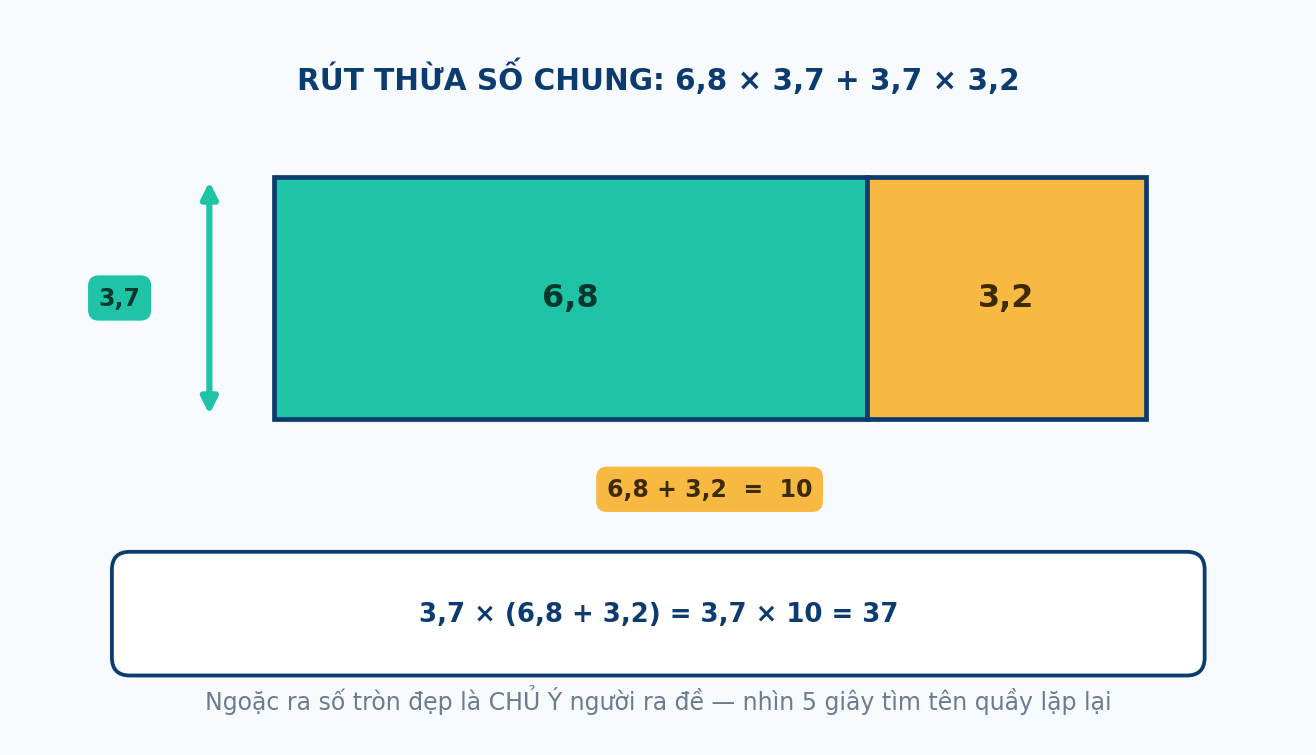 RÚT THỪA SỐ CHUNG: 6,8 × 3,7 + 3,7 × 3,2
3,7
6,8
3,2
6,8 + 3,2 = 10
3,7 × (6,8 + 3,2) = 3,7 × 10 = 37
Ngoặc ra số tròn đẹp là CHỦ Ý người ra đề — nhìn 5 giây tìm tên quầy lặp lại